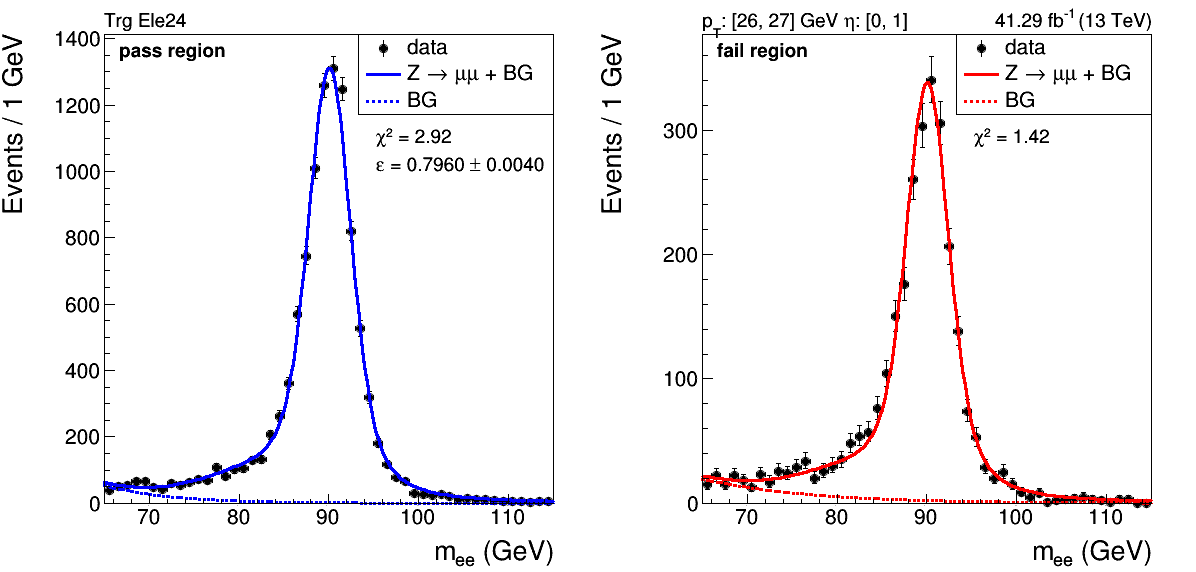 Trg Ele24
pass region
data
Z → μμ + BG
BG
χ² = 2.92
ε = 0.7960 ± 0.0040
Events / 1 GeV
1400
1200
1000
800
600
400
200
0
70
80
90
100
110
m_ee (GeV)
p_T: [26, 27] GeV η: [0, 1]
41.29 fb⁻¹ (13 TeV)
fail region
data
Z → μμ + BG
BG
χ² = 1.42
Events / 1 GeV
300
200
100
0
70
80
90
100
110
m_ee (GeV)